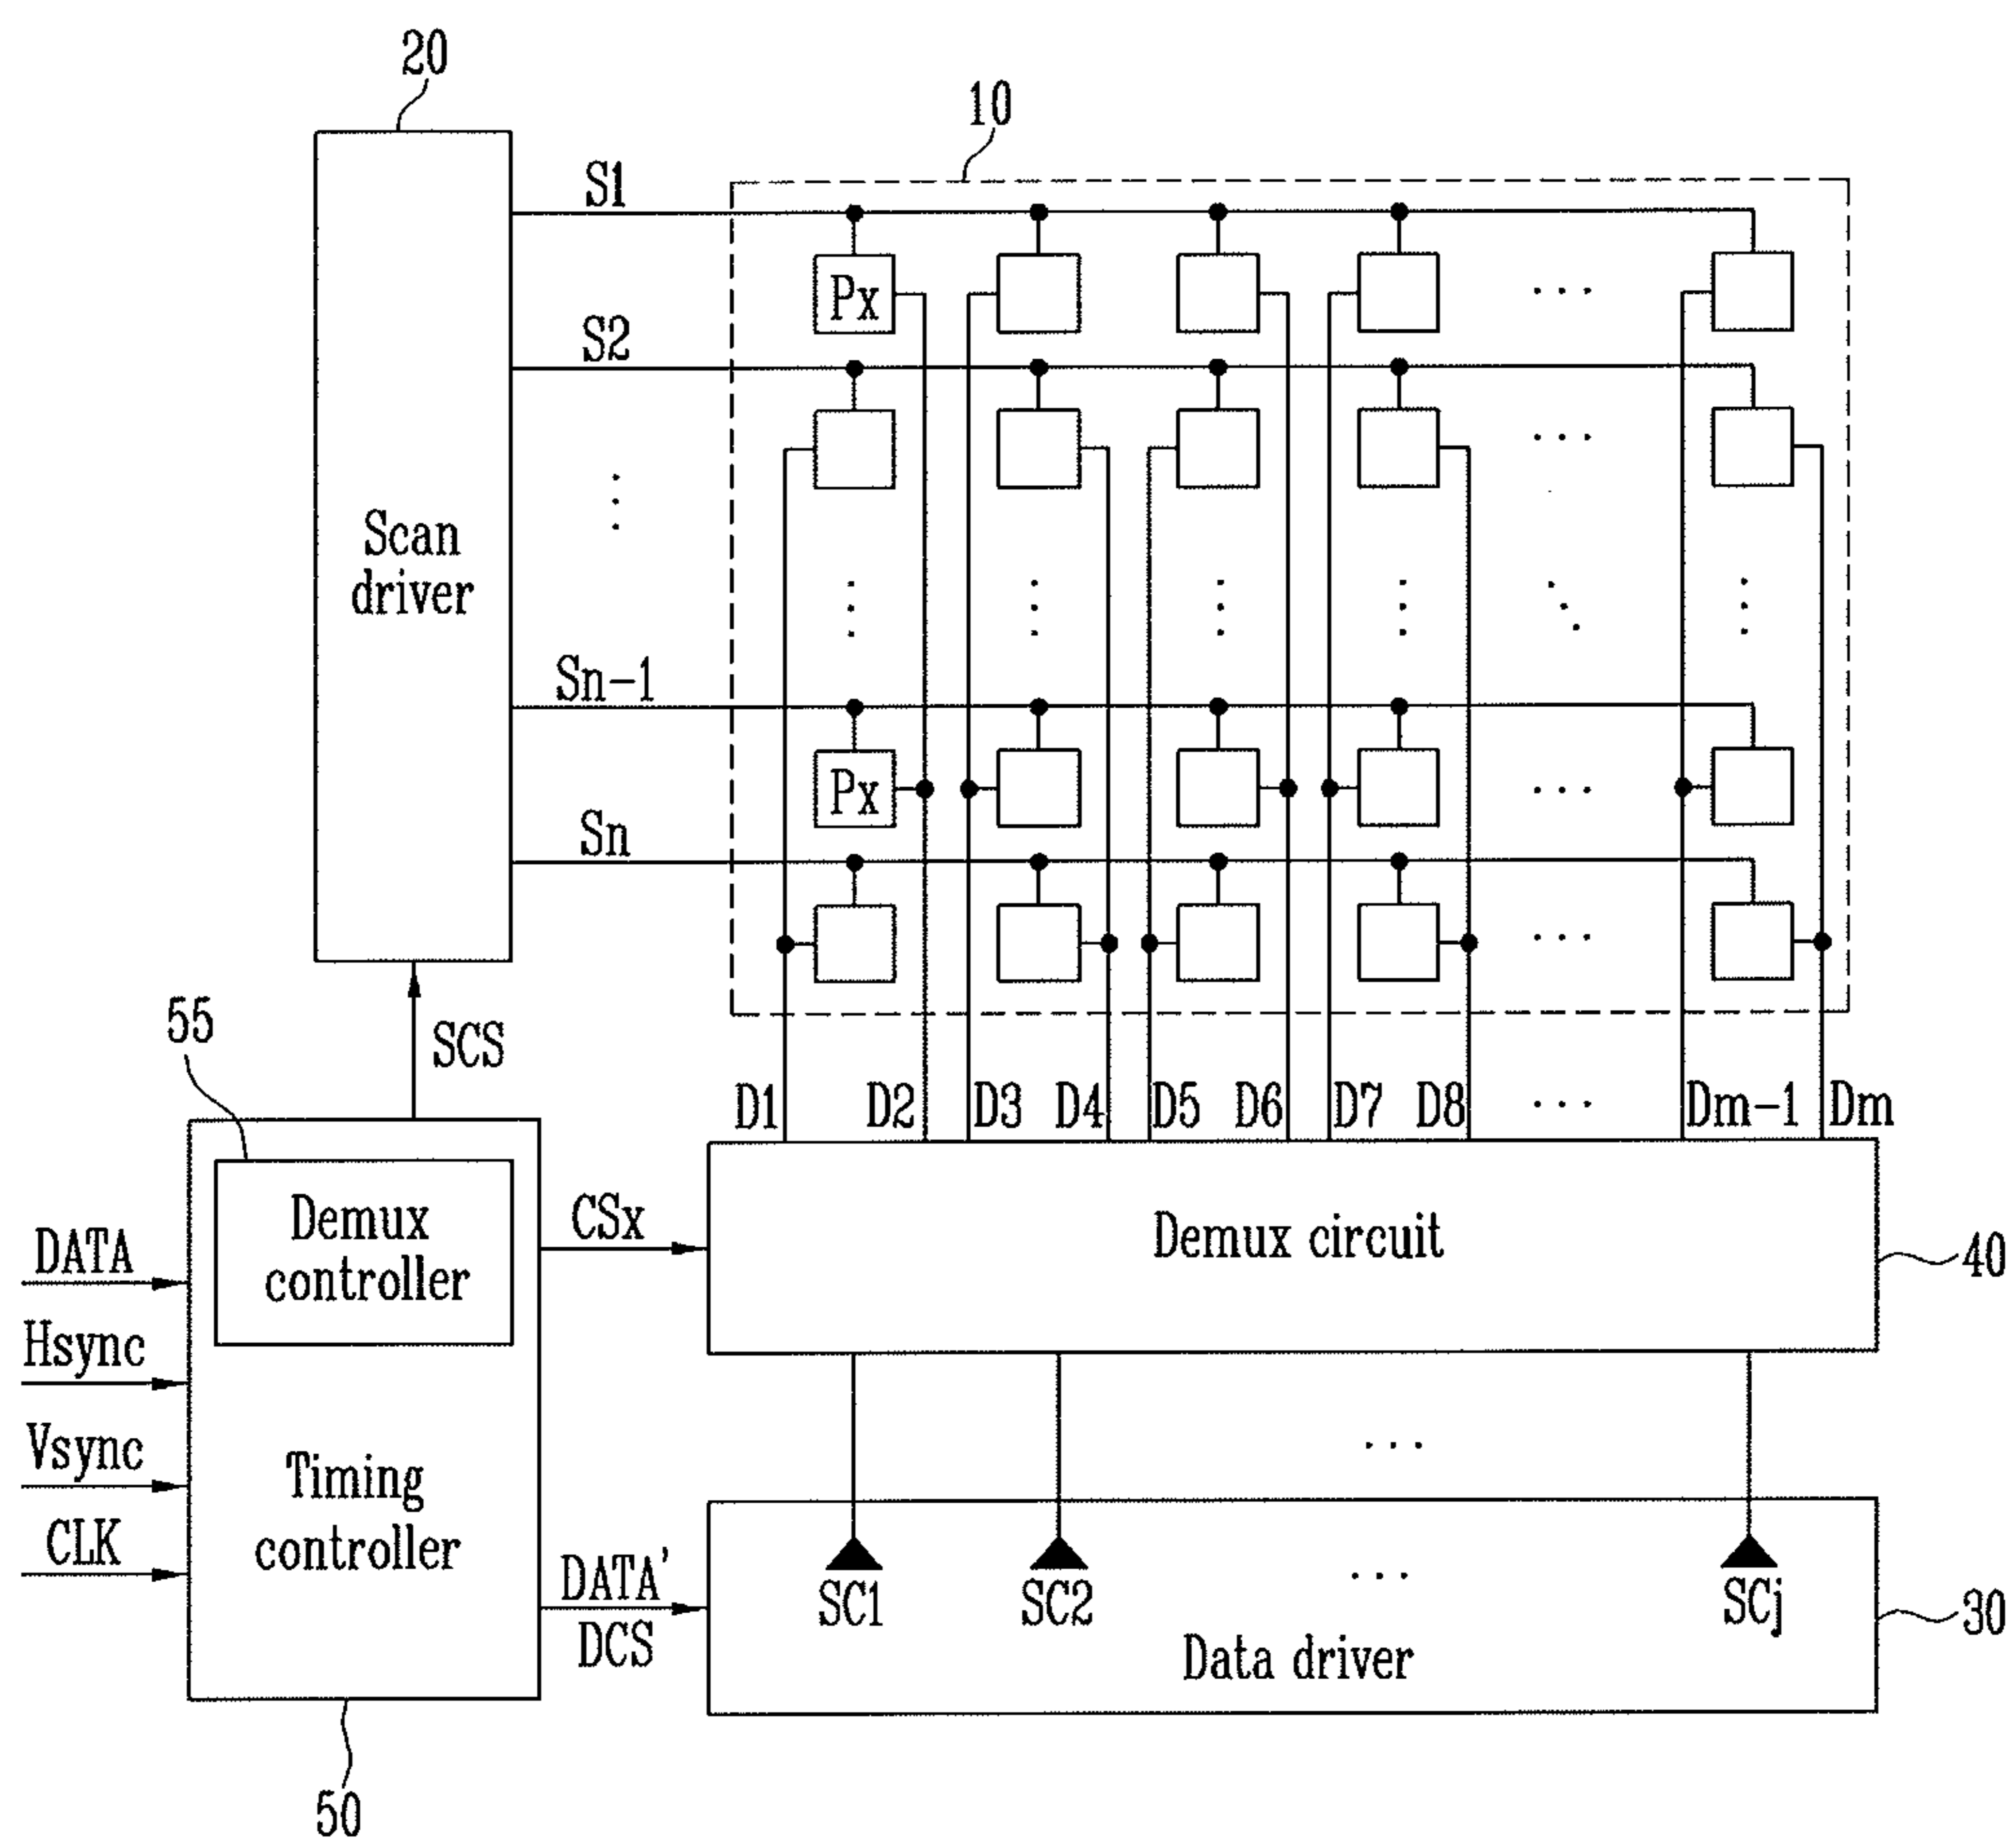 20
10
S1
Px
S2
Scan
driver
Sn-1
Px
Sn
55
SCS
D1 D2 D3 D4 D5 D6 D7 D8 ... Dm-1 Dm
Demux
controller
CSx
Demux circuit
40
DATA
Hsync
Vsync
CLK
Timing
controller
DATA'
DCS
SC1 SC2 ... SCj
Data driver
30
50